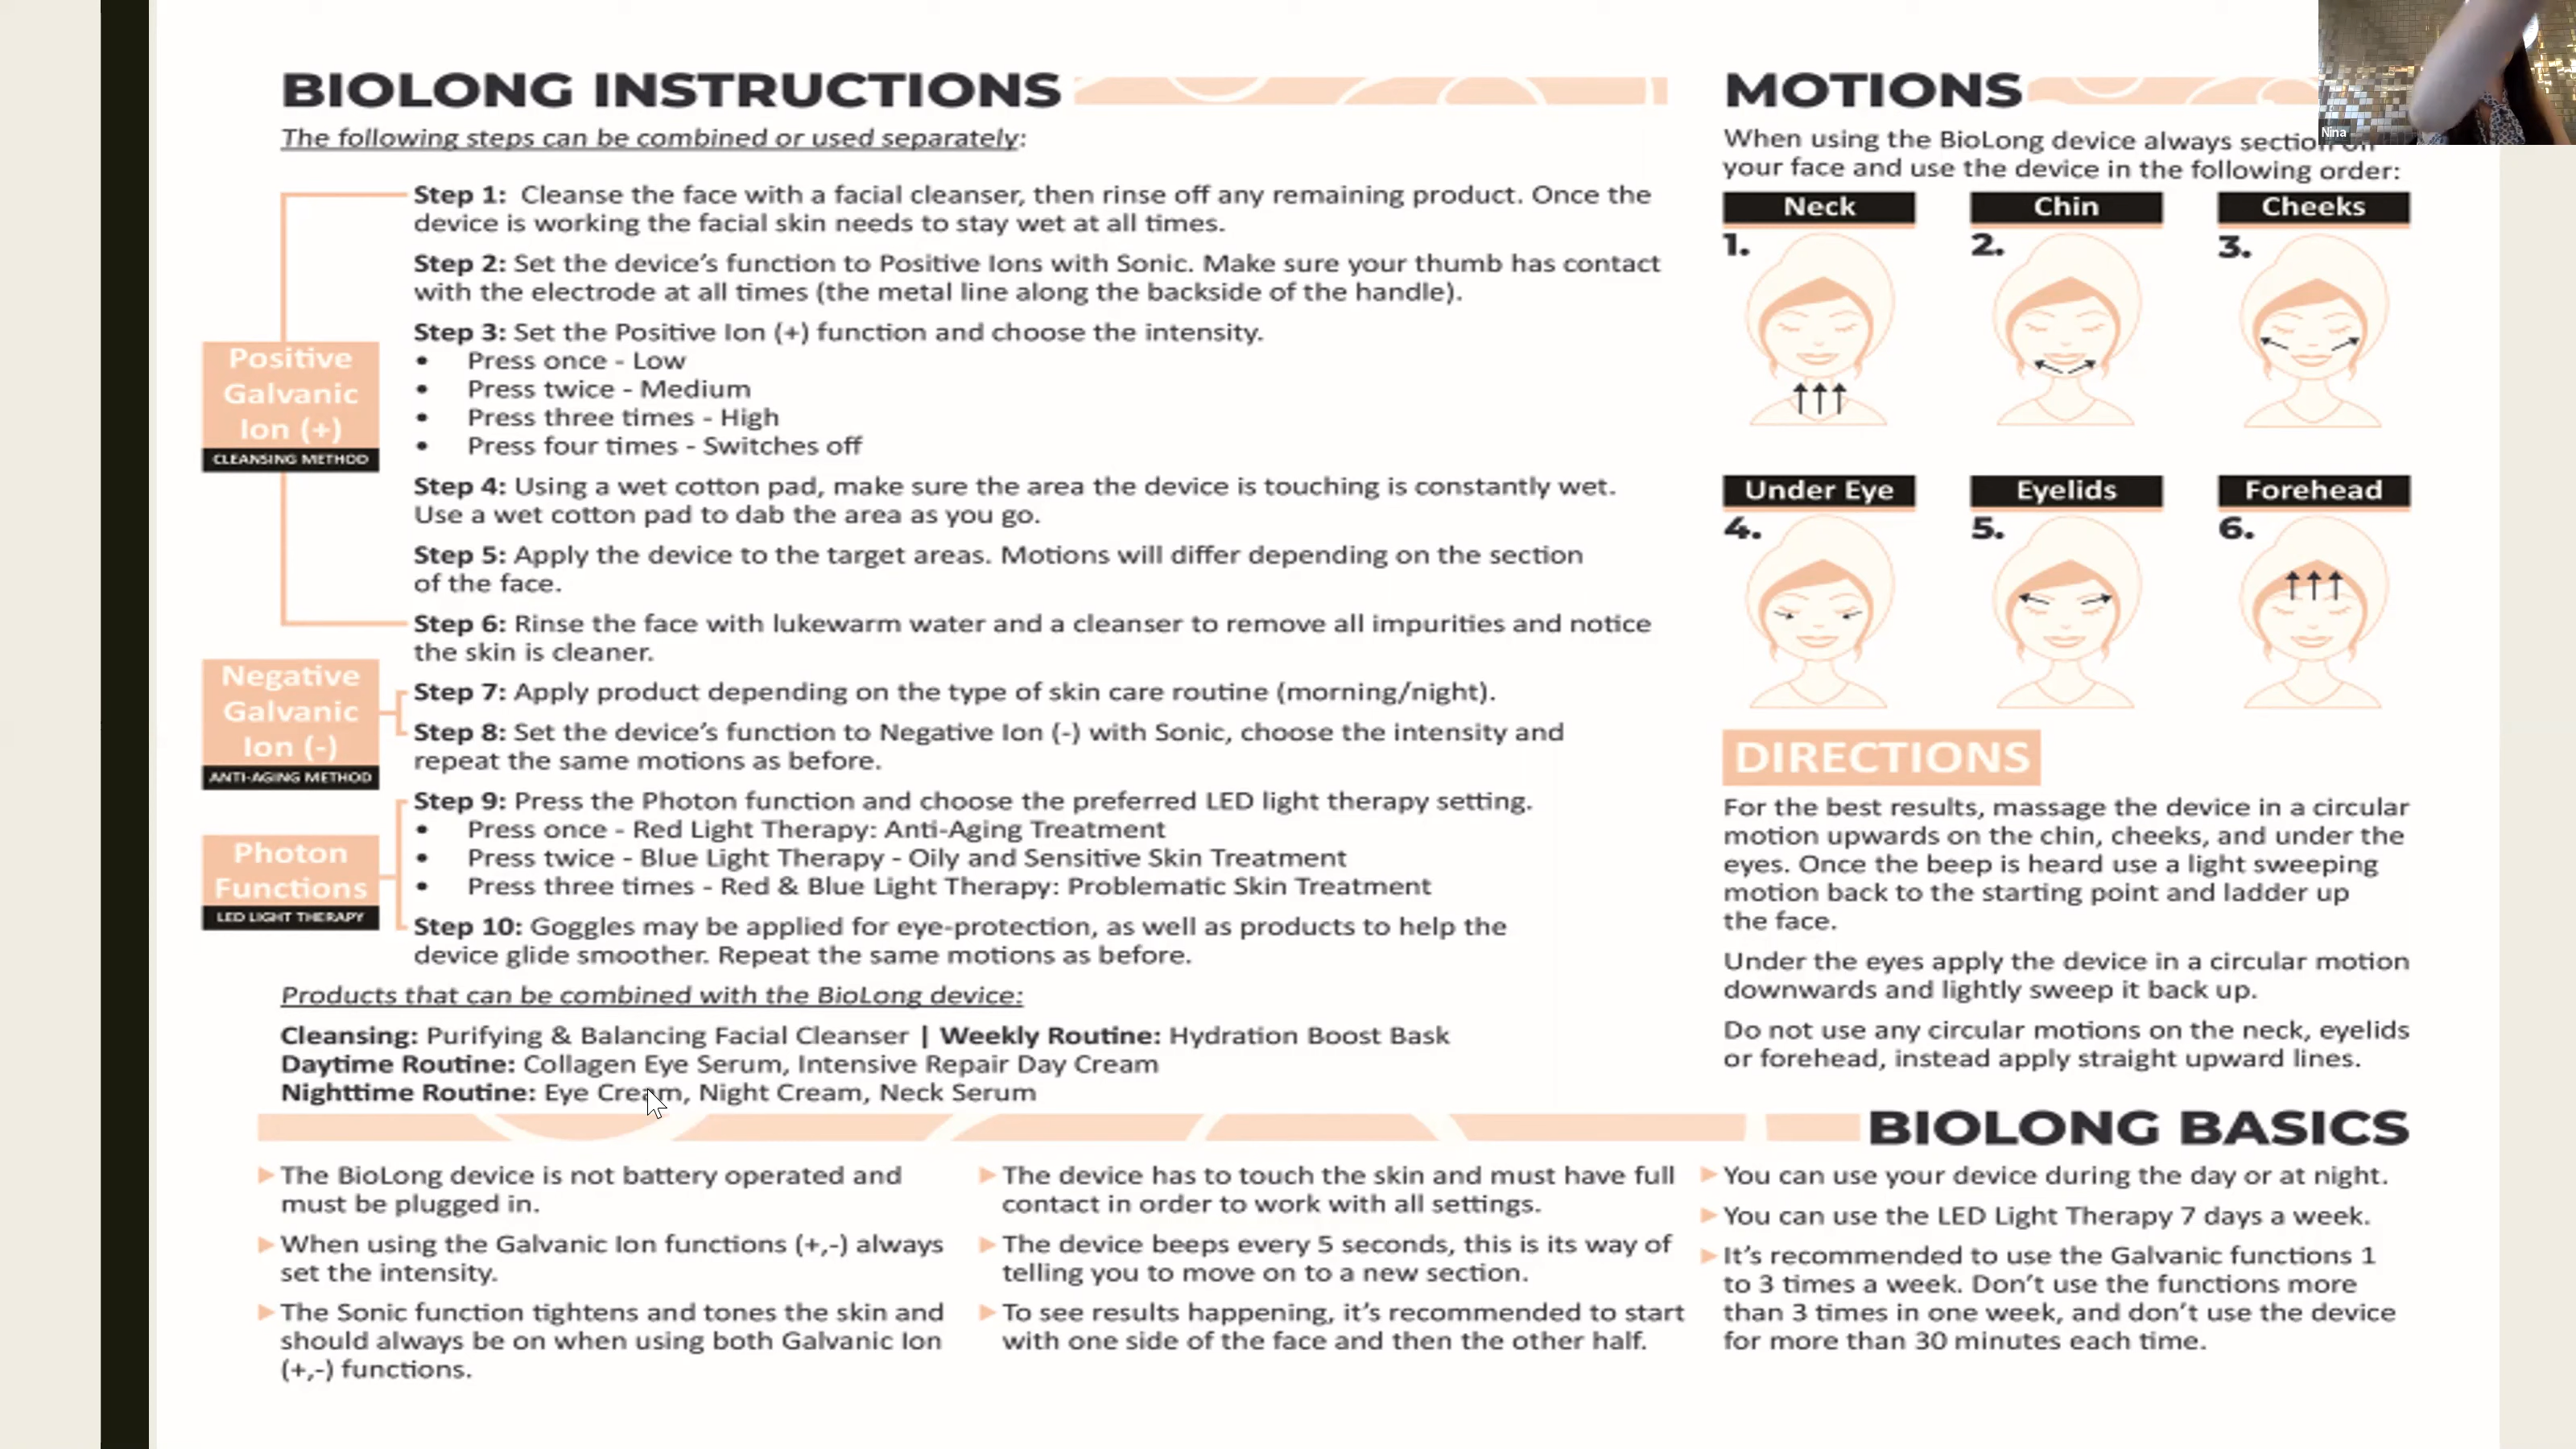 BIOLONG INSTRUCTIONS
The following steps can be combined or used separately:
Step 1: Cleanse the face with a facial cleanser, then rinse off any remaining product. Once the
device is working the facial skin needs to stay wet at all times.
Step 2: Set the device's function to Positive Ions with Sonic. Make sure your thumb has contact
with the electrode at all times (the metal line along the backside of the handle).
Step 3: Set the Positive Ion (+) function and choose the intensity.
• Press once - Low
• Press twice - Medium
• Press three times - High
• Press four times - Switches off
Positive
Galvanic
Ion (+)
CLEANSING METHOD
Step 4: Using a wet cotton pad, make sure the area the device is touching is constantly wet.
Use a wet cotton pad to dab the area as you go.
Step 5: Apply the device to the target areas. Motions will differ depending on the section
of the face.
Step 6: Rinse the face with lukewarm water and a cleanser to remove all impurities and notice
the skin is cleaner.
Negative
Galvanic
Ion (-)
ANTI-AGING METHOD
Step 7: Apply product depending on the type of skin care routine (morning/night).
Step 8: Set the device's function to Negative Ion (-) with Sonic, choose the intensity and
repeat the same motions as before.
Photon
Functions
LED LIGHT THERAPY
Step 9: Press the Photon function and choose the preferred LED light therapy setting.
• Press once - Red Light Therapy: Anti-Aging Treatment
• Press twice - Blue Light Therapy - Oily and Sensitive Skin Treatment
• Press three times - Red & Blue Light Therapy: Problematic Skin Treatment
Step 10: Goggles may be applied for eye-protection, as well as products to help the
device glide smoother. Repeat the same motions as before.
Products that can be combined with the BioLong device:
Cleansing: Purifying & Balancing Facial Cleanser | Weekly Routine: Hydration Boost Bask
Daytime Routine: Collagen Eye Serum, Intensive Repair Day Cream
Nighttime Routine: Eye Cream, Night Cream, Neck Serum
MOTIONS
Nina
When using the BioLong device always section off
your face and use the device in the following order:
Neck
1.
Chin
2.
Cheeks
3.
Under Eye
4.
Eyelids
5.
Forehead
6.
DIRECTIONS
For the best results, massage the device in a circular
motion upwards on the chin, cheeks, and under the
eyes. Once the beep is heard use a light sweeping
motion back to the starting point and ladder up
the face.
Under the eyes apply the device in a circular motion
downwards and lightly sweep it back up.
Do not use any circular motions on the neck, eyelids
or forehead, instead apply straight upward lines.
BIOLONG BASICS
The BioLong device is not battery operated and
must be plugged in.
When using the Galvanic Ion functions (+,-) always
set the intensity.
The Sonic function tightens and tones the skin and
should always be on when using both Galvanic Ion
(+,-) functions.
The device has to touch the skin and must have full
contact in order to work with all settings.
The device beeps every 5 seconds, this is its way of
telling you to move on to a new section.
To see results happening, it's recommended to start
with one side of the face and then the other half.
You can use your device during the day or at night.
You can use the LED Light Therapy 7 days a week.
It's recommended to use the Galvanic functions 1
to 3 times a week. Don't use the functions more
than 3 times in one week, and don't use the device
for more than 30 minutes each time.